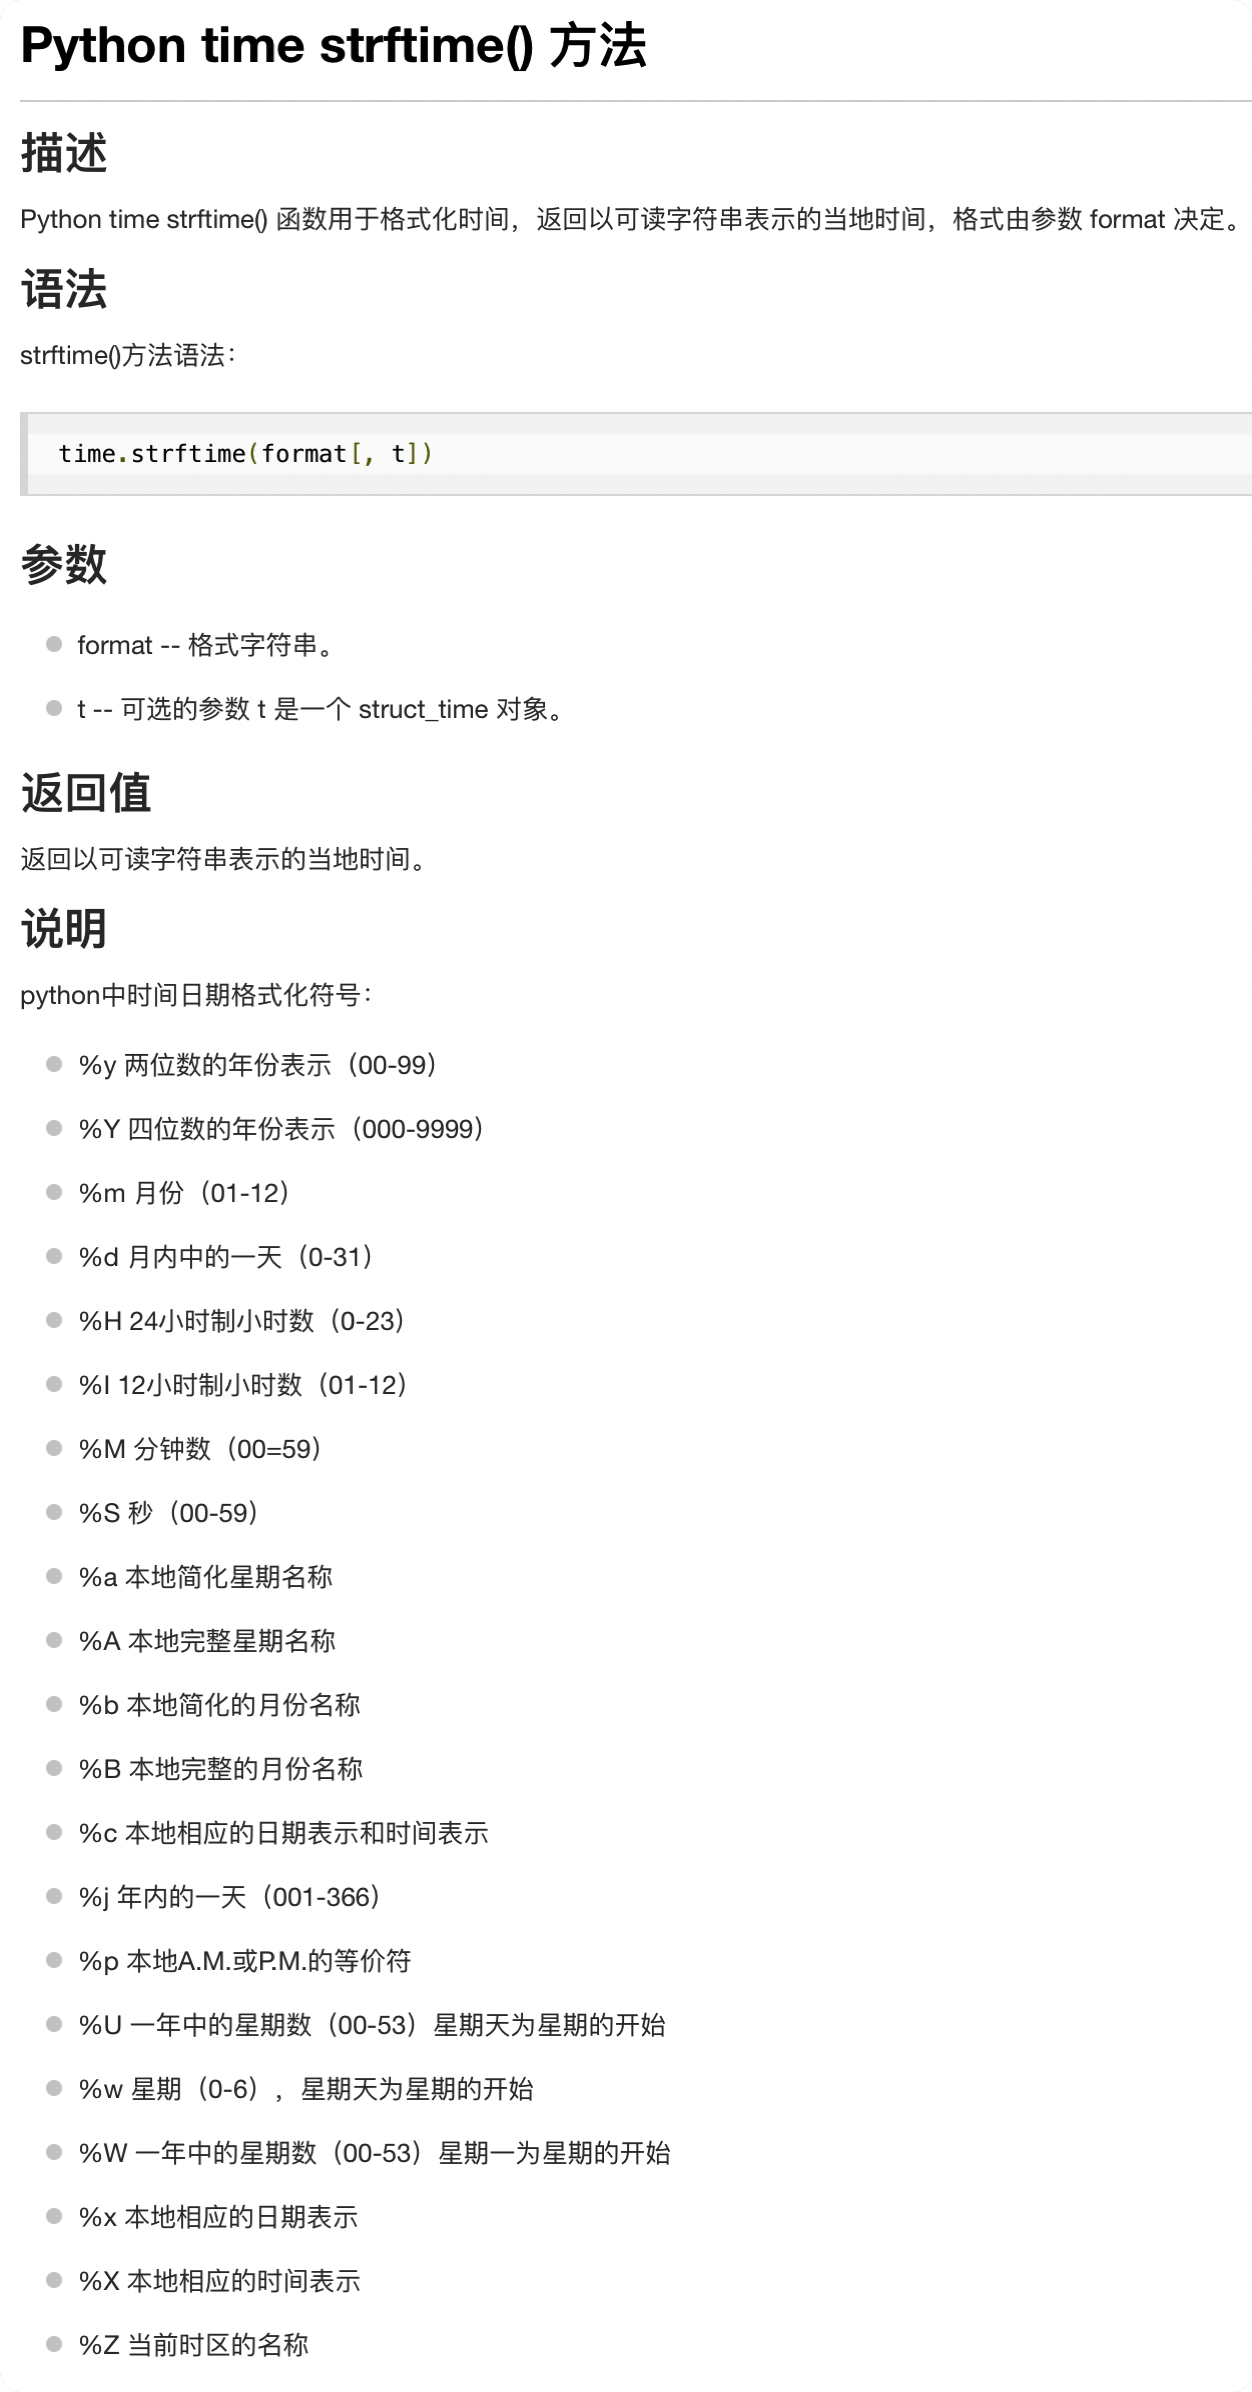 Python time strftime() 方法
描述
Python time strftime() 函数用于格式化时间，返回以可读字符串表示的当地时间，格式由参数 format 决定。
语法
strftime()方法语法：
time.strftime(format[, t])
参数
format -- 格式字符串。
t -- 可选的参数 t 是一个 struct_time 对象。
返回值
返回以可读字符串表示的当地时间。
说明
python中时间日期格式化符号：
%y 两位数的年份表示（00-99）
%Y 四位数的年份表示（000-9999）
%m 月份（01-12）
%d 月内中的一天（0-31）
%H 24小时制小时数（0-23）
%I 12小时制小时数（01-12）
%M 分钟数（00=59）
%S 秒（00-59）
%a 本地简化星期名称
%A 本地完整星期名称
%b 本地简化的月份名称
%B 本地完整的月份名称
%c 本地相应的日期表示和时间表示
%j 年内的一天（001-366）
%p 本地A.M.或P.M.的等价符
%U 一年中的星期数（00-53）星期天为星期的开始
%w 星期（0-6），星期天为星期的开始
%W 一年中的星期数（00-53）星期一为星期的开始
%x 本地相应的日期表示
%X 本地相应的时间表示
%Z 当前时区的名称